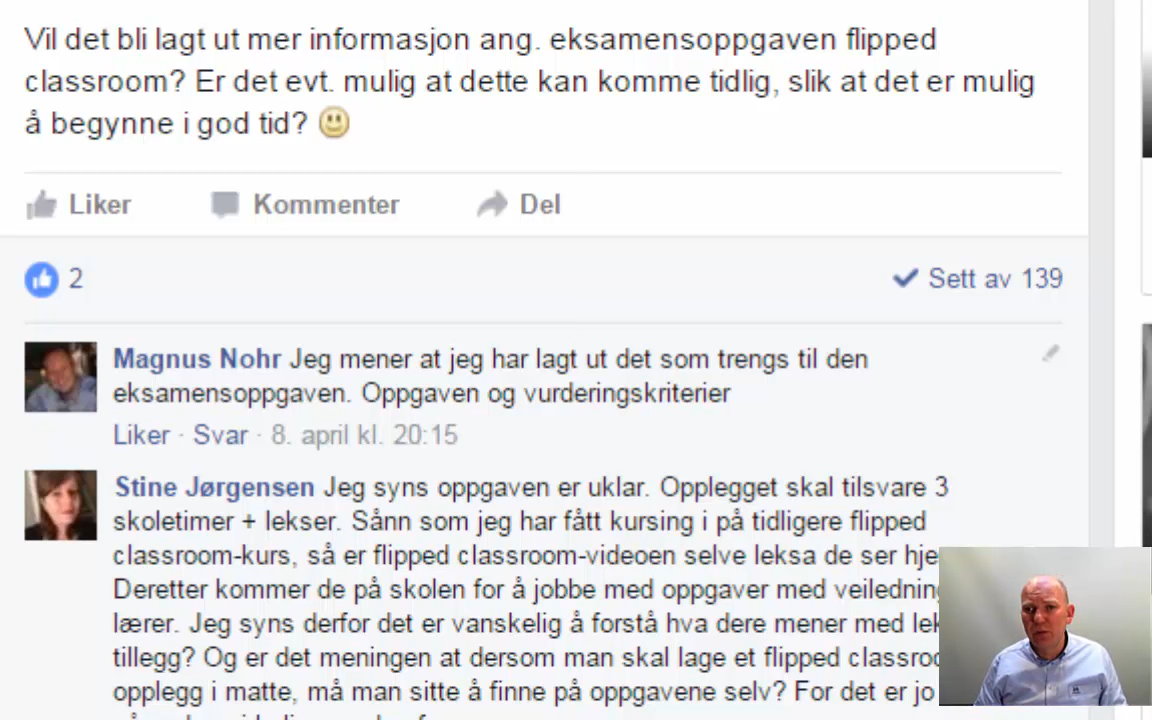 Vil det bli lagt ut mer informasjon ang. eksamensoppgaven flipped
classroom? Er det evt. mulig at dette kan komme tidlig, slik at det er mulig
å begynne i god tid?
Liker Kommenter Del
2 Sett av 139
Magnus Nohr Jeg mener at jeg har lagt ut det som trengs til den
eksamensoppgaven. Oppgaven og vurderingskriterier
Liker · Svar · 8. april kl. 20:15
Stine Jørgensen Jeg syns oppgaven er uklar. Opplegget skal tilsvare 3
skoletimer + lekser. Sånn som jeg har fått kursing i på tidligere flipped
classroom-kurs, så er flipped classroom-videoen selve leksa de ser
Deretter kommer de på skolen for å jobbe med oppgaver med
lærer. Jeg syns derfor det er vanskelig å forstå hva dere mener med
tillegg? Og er det meningen at dersom man skal lage et flipped
opplegg i matte, må man sitte å finne på oppgavene selv? For det er jo